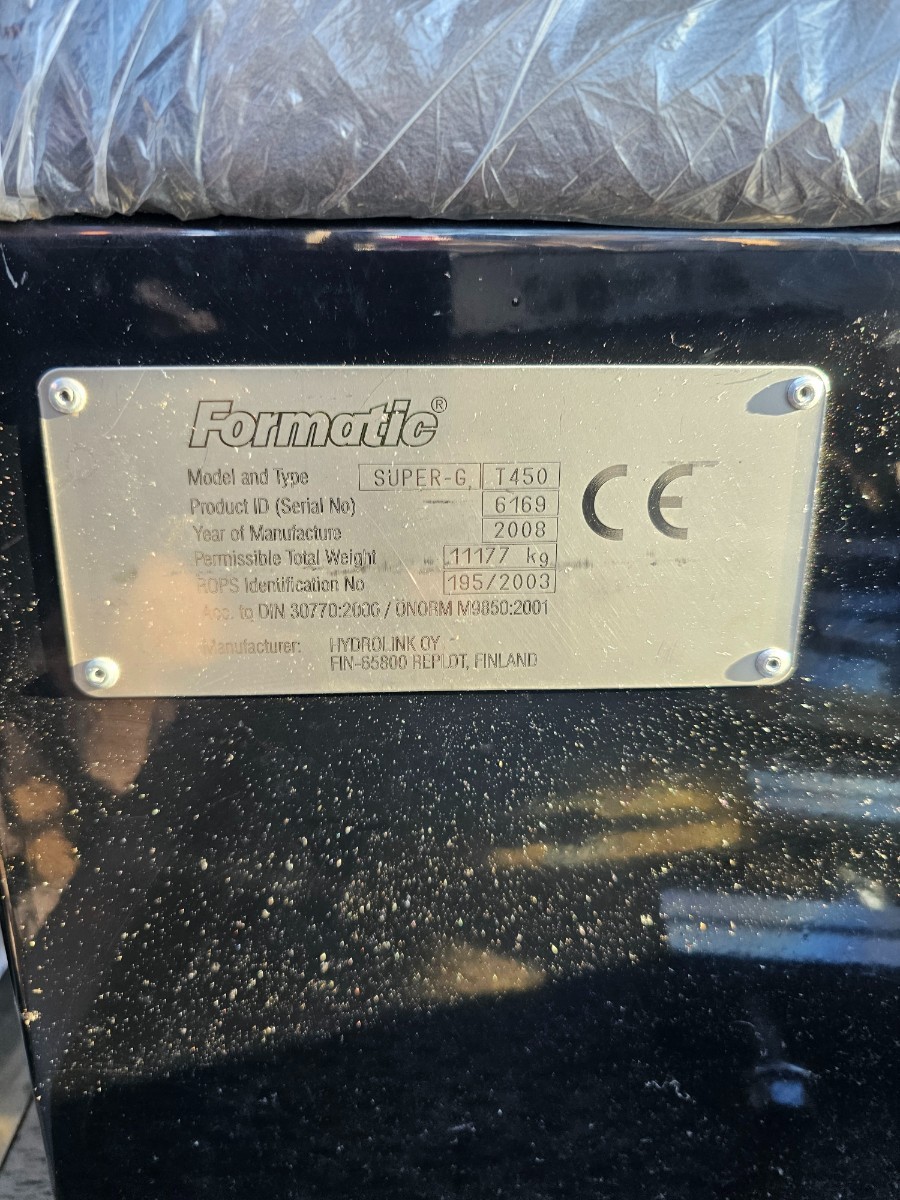 Formatic®
Model and Type SUPER-G, T450
Product ID (Serial No) 6169
Year of Manufacture 2008
Permissible Total Weight 11177 kg
ROPS Identification No 195/2003
Acc. to DIN 30770:2006 / ÖNORM M9850:2001
Manufacturer: HYDROLINK OY
FIN-65800 REPLOT, FINLAND
CE